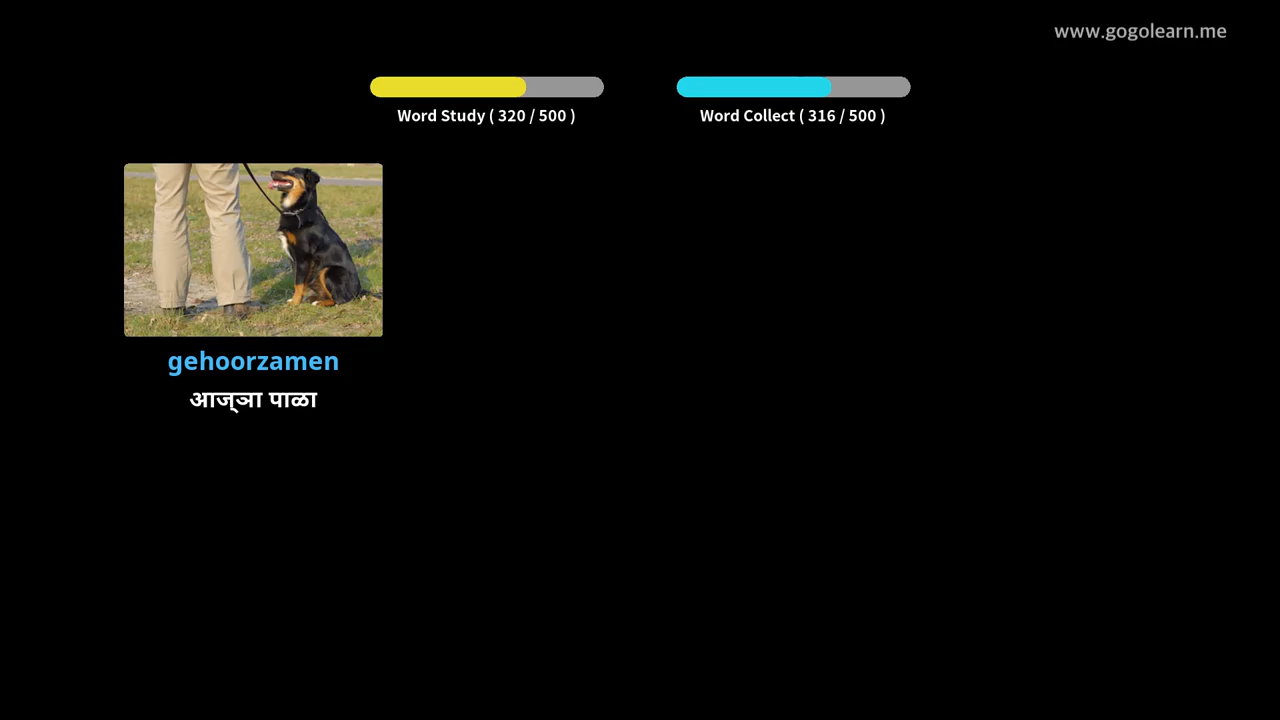 www.gogolearn.me
Word Study ( 320 / 500 )
Word Collect ( 316 / 500 )
gehoorzamen
आज्ञा पाळा